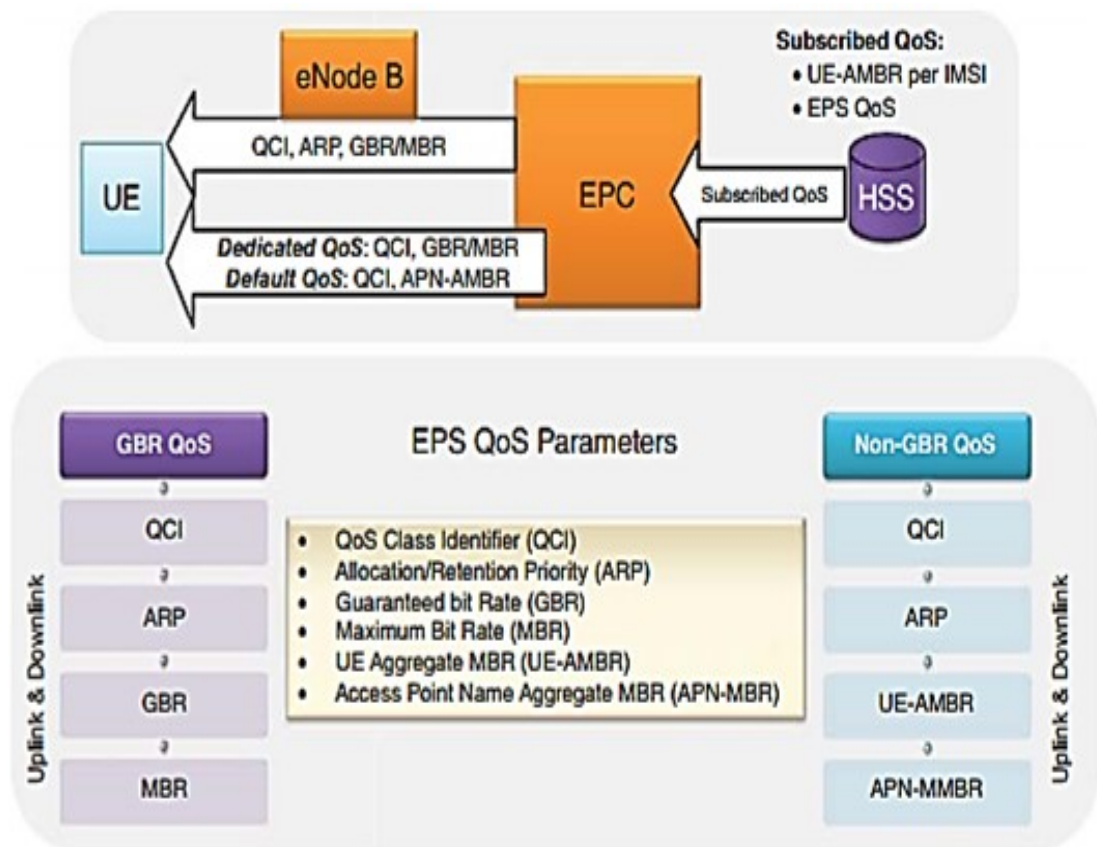 eNode B
Subscribed QoS:
• UE-AMBR per IMSI
• EPS QoS
QCI, ARP, GBR/MBR
UE
EPC
Subscribed QoS
HSS
Dedicated QoS: QCI, GBR/MBR
Default QoS: QCI, APN-AMBR
GBR QoS
EPS QoS Parameters
Non-GBR QoS
QCI
ARP
GBR
MBR
Uplink & Downlink
• QoS Class Identifier (QCI)
• Allocation/Retention Priority (ARP)
• Guaranteed bit Rate (GBR)
• Maximum Bit Rate (MBR)
• UE Aggregate MBR (UE-AMBR)
• Access Point Name Aggregate MBR (APN-MBR)
QCI
ARP
UE-AMBR
APN-MMBR
Uplink & Downlink